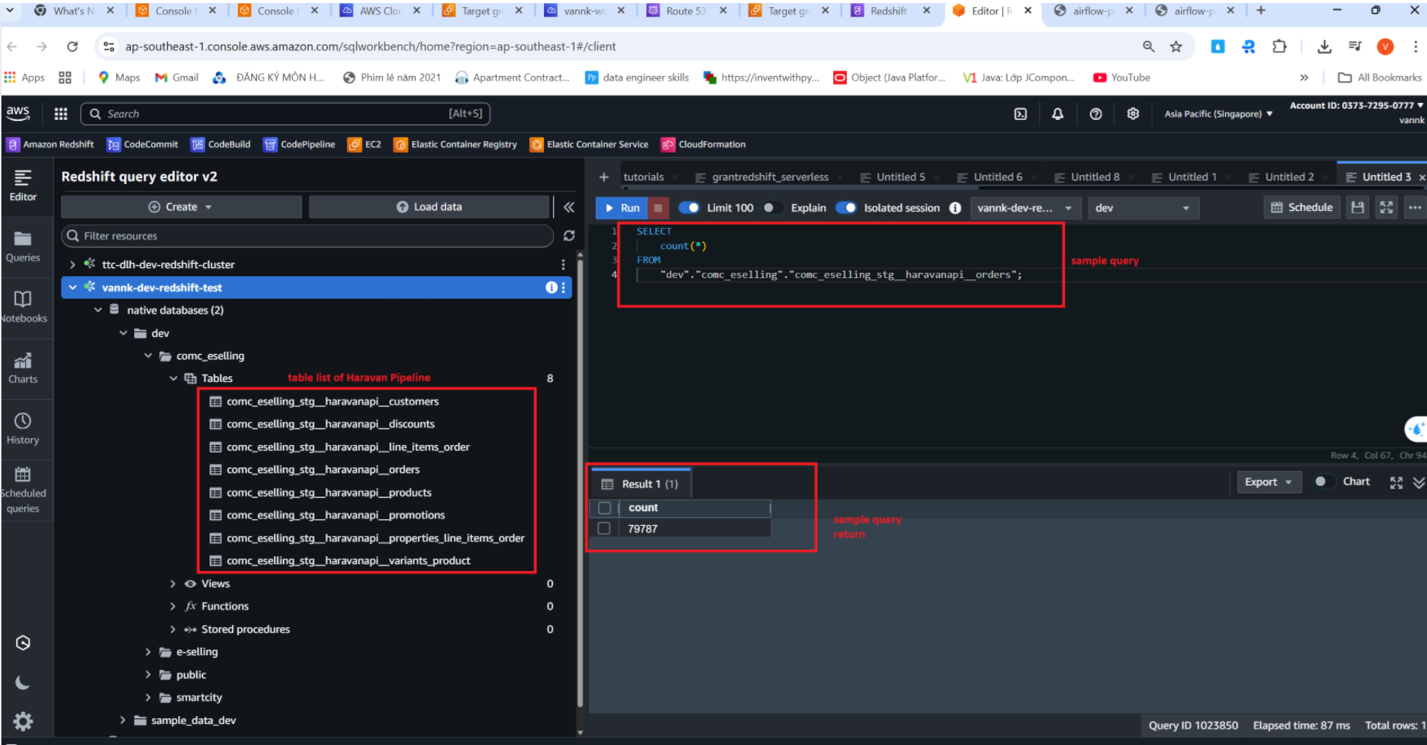 What's N
Console
Console
AWS Clou
Target gr
vannk-wo
Route 53
Target gr
Redshift
Editor | R
airflow-p
airflow-p
ap-southeast-1.console.aws.amazon.com/sqlworkbench/home?region=ap-southeast-1#/client
V
Apps
Maps
Gmail
ĐĂNG KÝ MÔN H...
Phim lẻ năm 2021
Apartment Contract...
data engineer skills
https://inventwithpy...
Object (Java Platfor...
V1 Java: Lớp JCompon...
YouTube
»
All Bookmarks
aws
Search [Alt+S]
Asia Pacific (Singapore) ▼
Account ID: 0373-7295-0777 ▼
vannk
Amazon Redshift
CodeCommit
CodeBuild
CodePipeline
EC2
Elastic Container Registry
Elastic Container Service
CloudFormation
Editor
Queries
Notebooks
Charts
History
Scheduled
queries
Redshift query editor v2
Create
Load data
Filter resources
ttc-dlh-dev-redshift-cluster
vannk-dev-redshift-test
native databases (2)
dev
comc_eselling
Tables 8
table list of Haravan Pipeline
comc_eselling_stg__haravanapi__customers
comc_eselling_stg__haravanapi__discounts
comc_eselling_stg__haravanapi__line_items_order
comc_eselling_stg__haravanapi__orders
comc_eselling_stg__haravanapi__products
comc_eselling_stg__haravanapi__promotions
comc_eselling_stg__haravanapi__properties_line_items_order
comc_eselling_stg__haravanapi__variants_product
Views 0
fx Functions 0
Stored procedures 0
e-selling
public
smartcity
sample_data_dev
+ tutorials
grantredshift_serverless
Untitled 5
Untitled 6
Untitled 8
Untitled 1
Untitled 2
Untitled 3
Run
Limit 100
Explain
Isolated session
vannk-dev-re...
dev
Schedule
1 SELECT
2 count(*)
3 FROM
4 "dev"."comc_eselling"."comc_eselling_stg__haravanapi__orders";
sample query
Row 4, Col 67, Chr 94
Result 1 (1)
Export
Chart
count
79787
sample query
return
Query ID 1023850 Elapsed time: 87 ms Total rows: 1